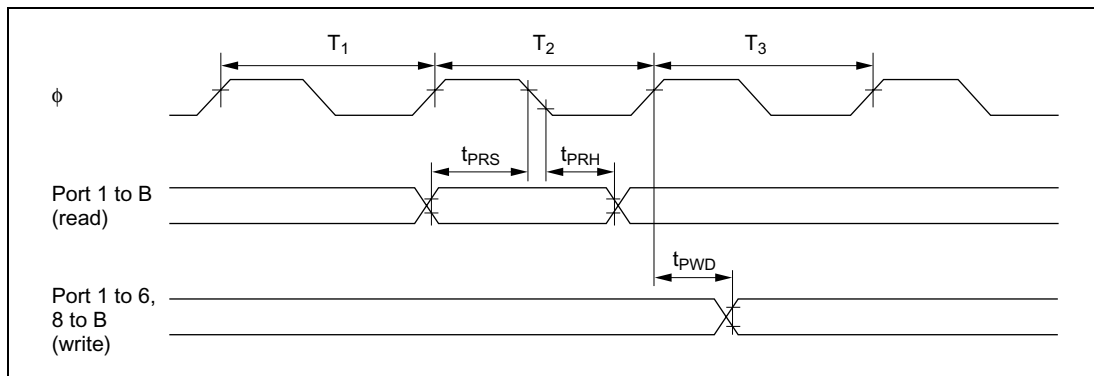 T1 T2 T3
ϕ
tPRS tPRH
Port 1 to B
(read)
tPWD
Port 1 to 6,
8 to B
(write)